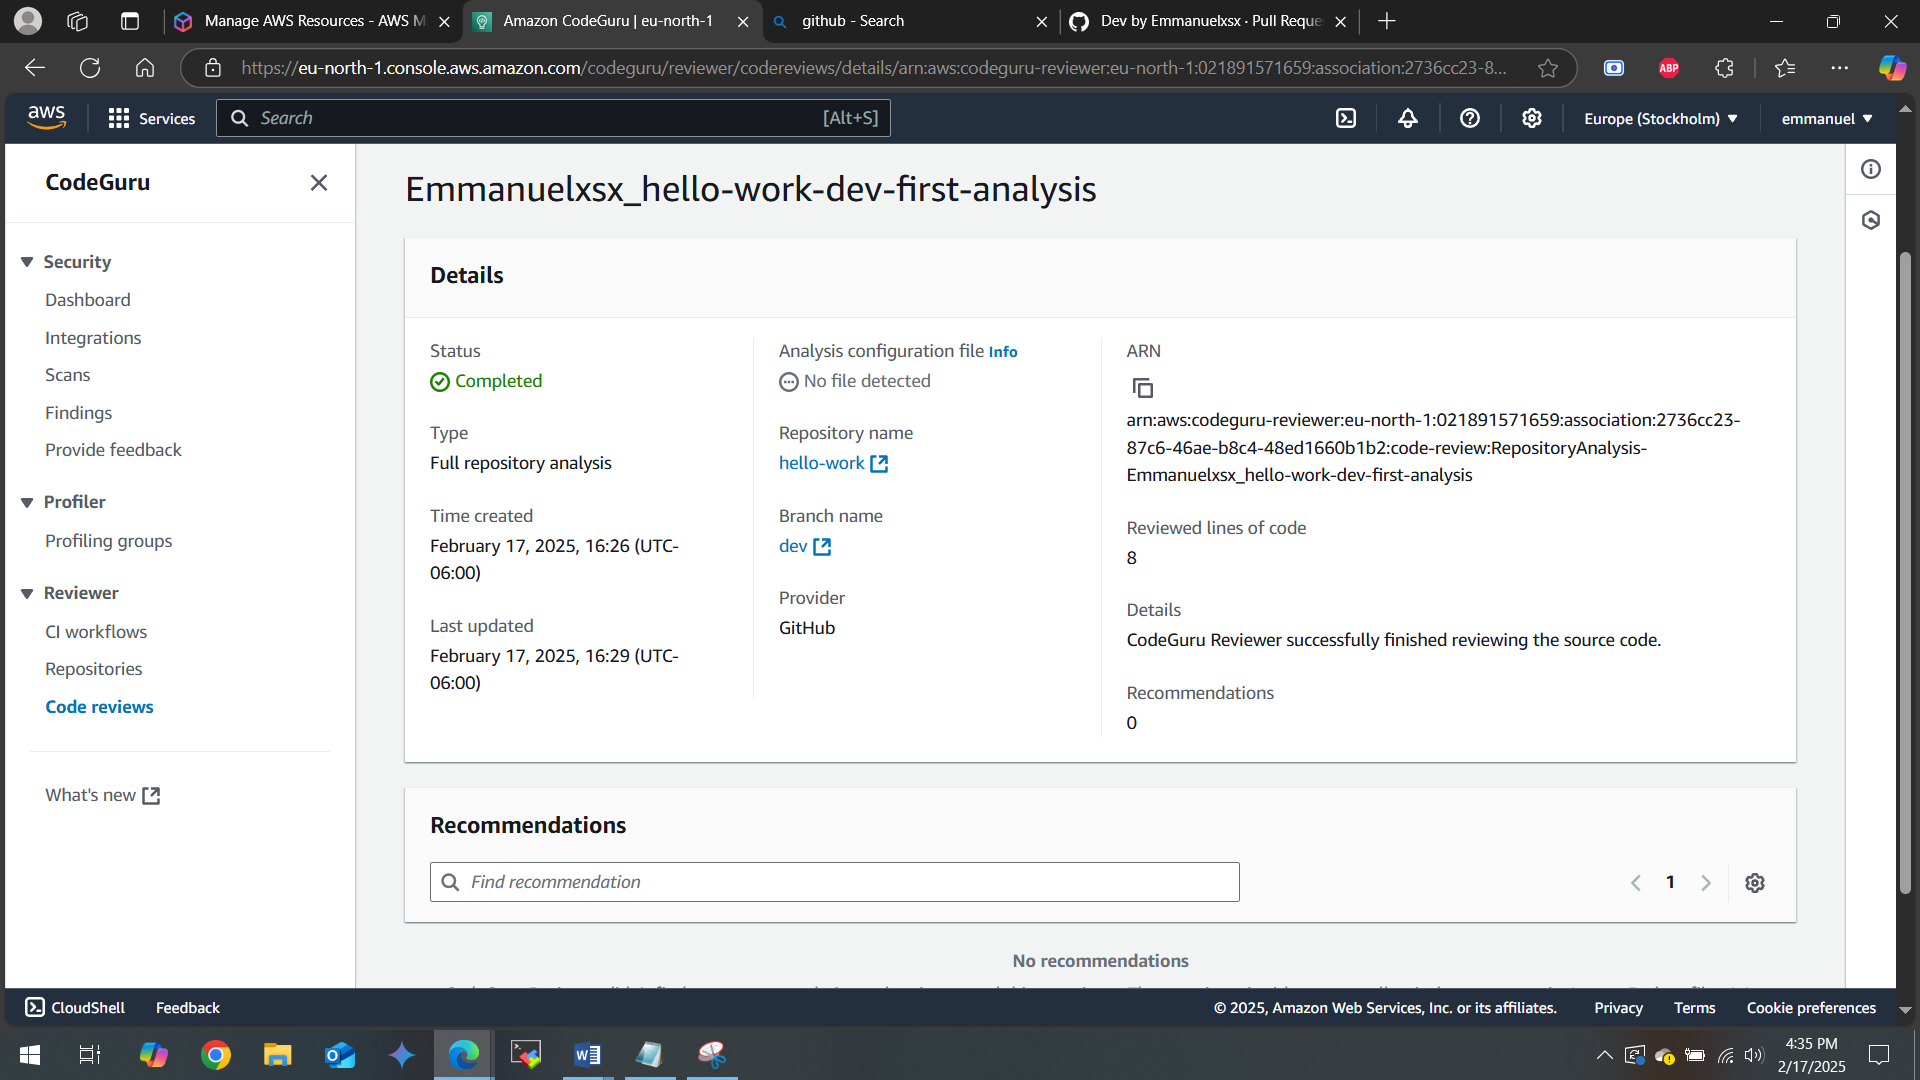 Manage AWS Resources - AWS M
Amazon CodeGuru | eu-north-1
github - Search
Dev by Emmanuelxsx · Pull Reque
https://eu-north-1.console.aws.amazon.com/codeguru/reviewer/codereviews/details/arn:aws:codeguru-reviewer:eu-north-1:021891571659:association:2736cc23-8...
ABP
aws
Services
Search
[Alt+S]
Europe (Stockholm)
emmanuel
CodeGuru
Security
Dashboard
Integrations
Scans
Findings
Provide feedback
Profiler
Profiling groups
Reviewer
CI workflows
Repositories
Code reviews
What's new
Emmanuelxsx_hello-work-dev-first-analysis
Details
Status
Completed
Type
Full repository analysis
Time created
February 17, 2025, 16:26 (UTC-
06:00)
Last updated
February 17, 2025, 16:29 (UTC-
06:00)
Analysis configuration file Info
No file detected
Repository name
hello-work
Branch name
dev
Provider
GitHub
ARN
arn:aws:codeguru-reviewer:eu-north-1:021891571659:association:2736cc23-
87c6-46ae-b8c4-48ed1660b1b2:code-review:RepositoryAnalysis-
Emmanuelxsx_hello-work-dev-first-analysis
Reviewed lines of code
8
Details
CodeGuru Reviewer successfully finished reviewing the source code.
Recommendations
0
Recommendations
Find recommendation
1
No recommendations
CloudShell
Feedback
© 2025, Amazon Web Services, Inc. or its affiliates.
Privacy
Terms
Cookie preferences
4:35 PM
2/17/2025